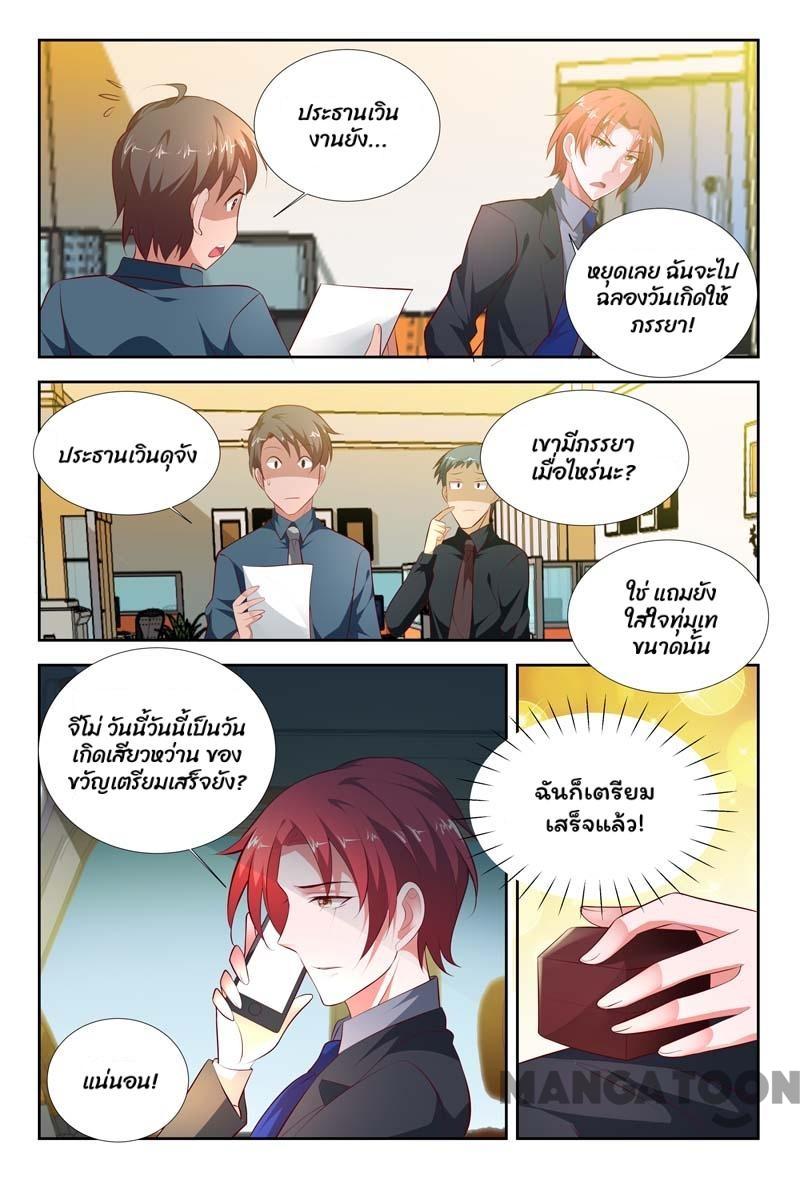 ประธานเวิน
งานยัง...
หยุดเลย ฉันจะไป
ฉลองวันเกิดให้
ภรรยา!
ประธานเวินดุจัง
เขามีภรรยา
เมื่อไหร่นะ?
ใช่ แถมยัง
ใส่ใจทุ่มเท
ขนาดนั้น
จีโม่ วันนี้วันนี้เป็นวัน
เกิดเสียวหว่าน ของ
ขวัญเตรียมเสร็จยัง?
ฉันก็เตรียม
เสร็จแล้ว!
แน่นอน!
MANGATOON